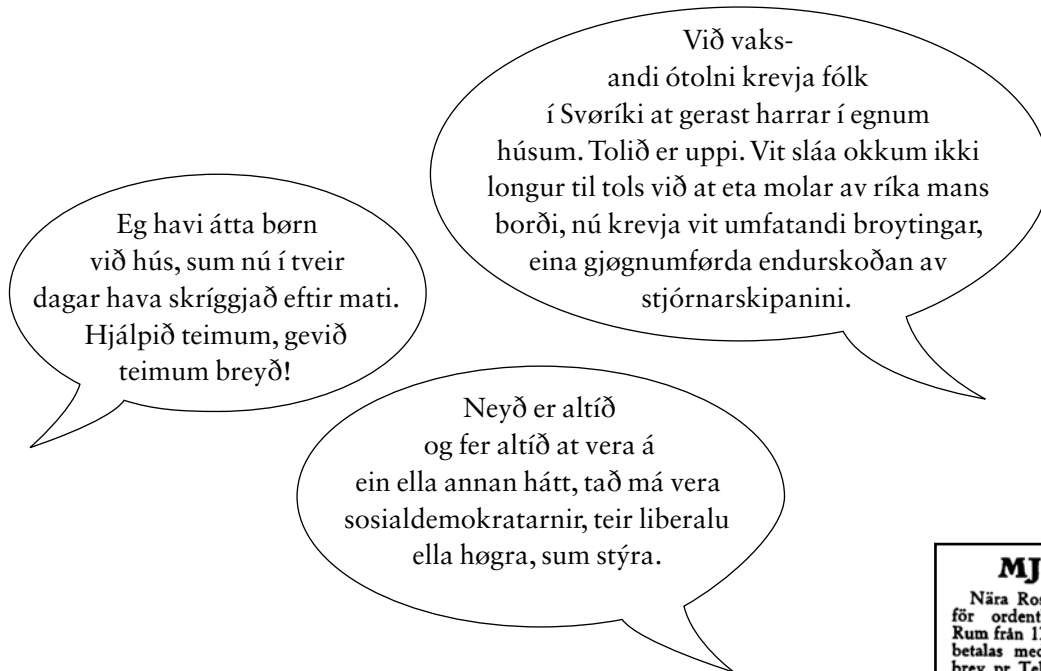 Við vaks-
andi ótolni krevja fólk
í Svøríki at gerast harrar í egnum
húsum. Tolið er uppi. Vit sláa okkum ikki
longur til tols við at eta molar av ríka mans
borði, nú krevja vit umfatandi broytingar,
eina gjøgnumførda endurskoðan av
stjórnarskipanini.
Eg havi átta børn
við hús, sum nú í tveir
dagar hava skríggjað eftir mati.
Hjálpið teimum, gevið
teimum breyð!
Neyð er altíð
og fer altíð at vera á
ein ella annan hátt, tað má vera
sosialdemokratarnir, teir liberalu
ella høgra, sum stýra.
MJ
Nära Ros
för ordent
Rum från 1
betalas med
brev pr Tel